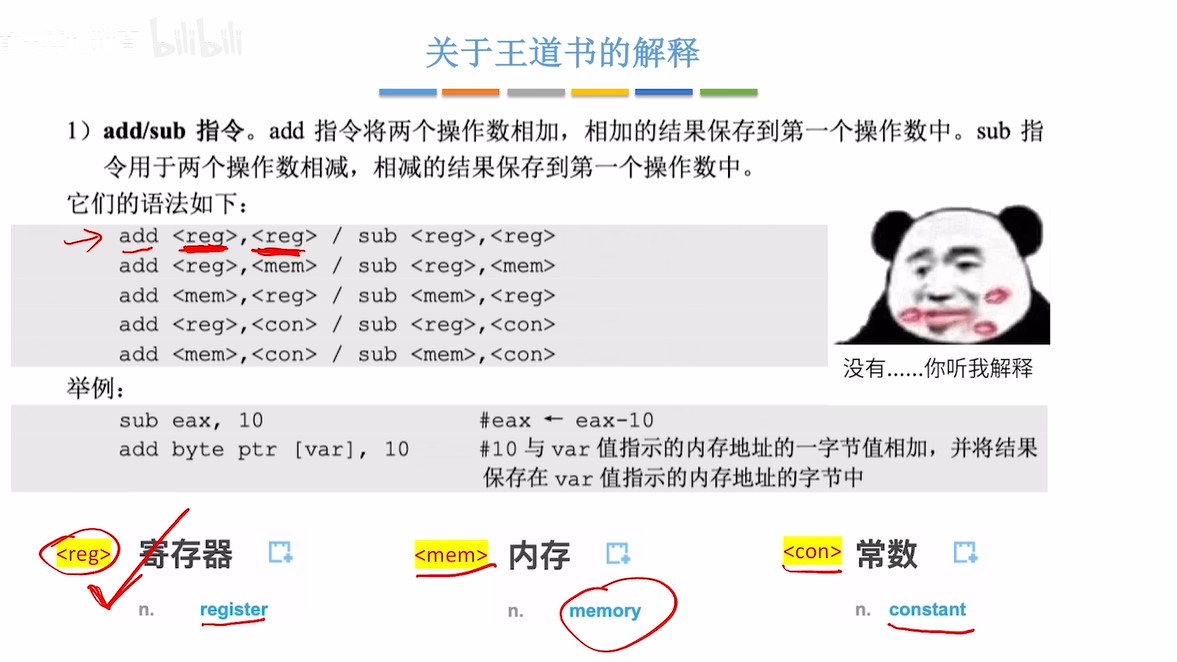 bilibili
关于王道书的解释
1）add/sub 指令。add 指令将两个操作数相加，相加的结果保存到第一个操作数中。sub 指
令用于两个操作数相减，相减的结果保存到第一个操作数中。
它们的语法如下：
add <reg>,<reg> / sub <reg>,<reg>
add <reg>,<mem> / sub <reg>,<mem>
add <mem>,<reg> / sub <mem>,<reg>
add <reg>,<con> / sub <reg>,<con>
add <mem>,<con> / sub <mem>,<con>
没有......你听我解释
举例：
sub eax, 10 #eax ← eax-10
add byte ptr [var], 10 #10 与 var 值指示的内存地址的一字节值相加，并将结果
保存在 var 值指示的内存地址的字节中
<reg> 寄存器 <mem> 内存 <con> 常数
n. register n. memory n. constant